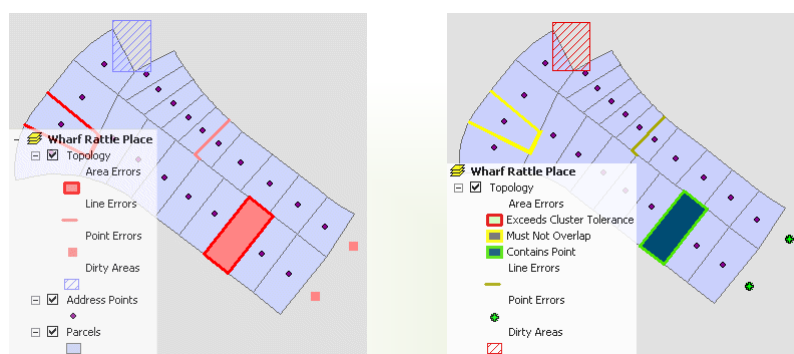 Wharf Rattle Place
Topology
Area Errors
Line Errors
Point Errors
Dirty Areas
Address Points
Parcels
Wharf Rattle Place
Topology
Area Errors
Exceeds Cluster Tolerance
Must Not Overlap
Contains Point
Line Errors
Point Errors
Dirty Areas